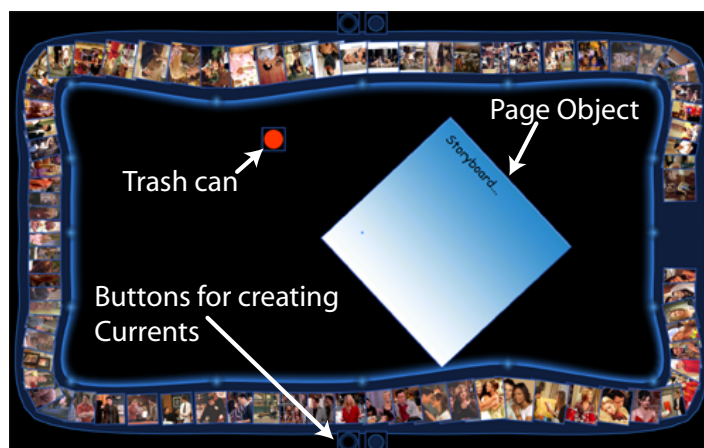 Page Object
Storyboard...
Trash can
Buttons for creating
Currents